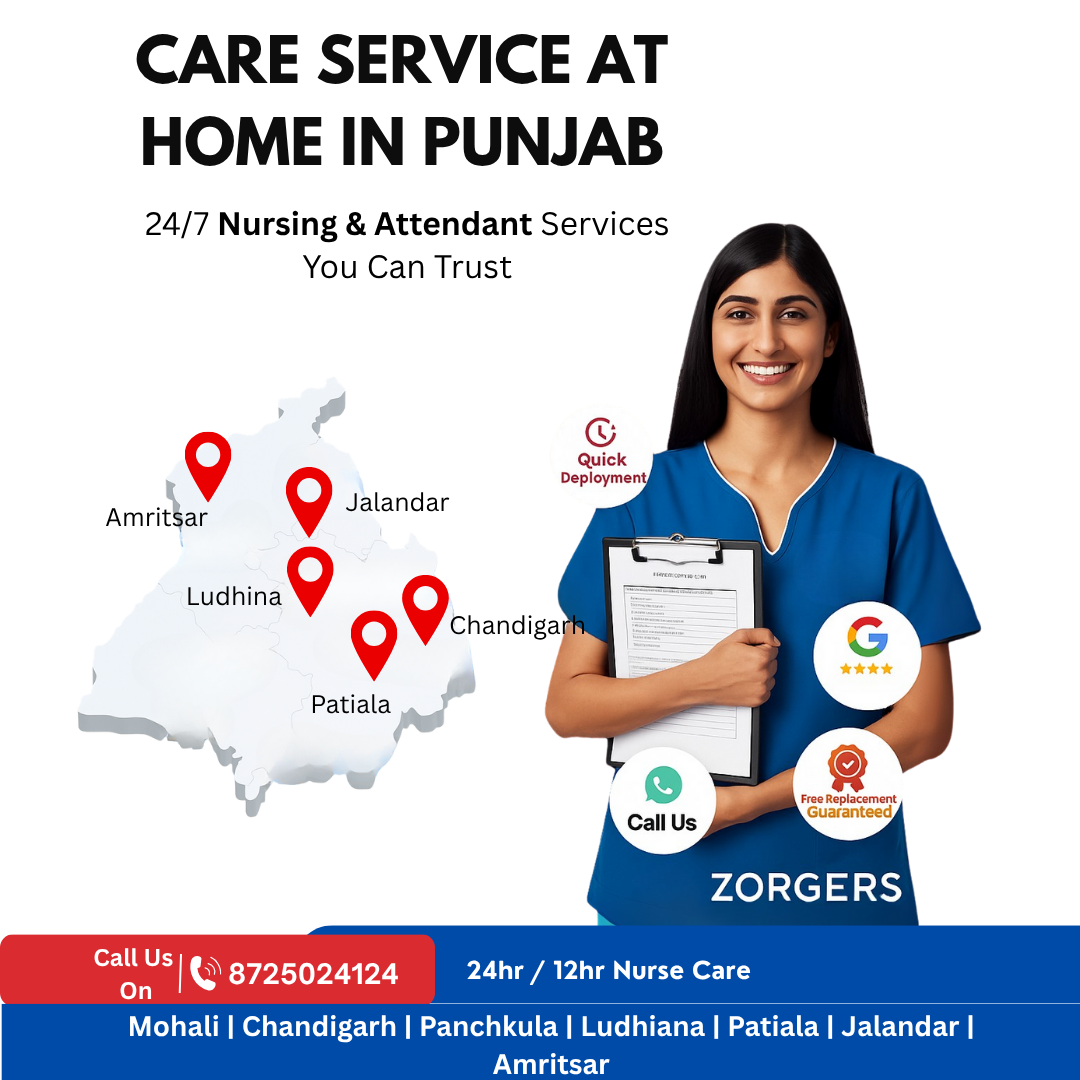 CARE SERVICE AT
HOME IN PUNJAB
24/7 Nursing & Attendant Services
You Can Trust
Quick
Deployment
Amritsar
Jalandar
Ludhina
Chandigarh
Patiala
G
Call Us
Free Replacement
Guaranteed
ZORGERS
Call Us
On
8725024124
24hr / 12hr Nurse Care
Mohali | Chandigarh | Panchkula | Ludhiana | Patiala | Jalandar |
Amritsar